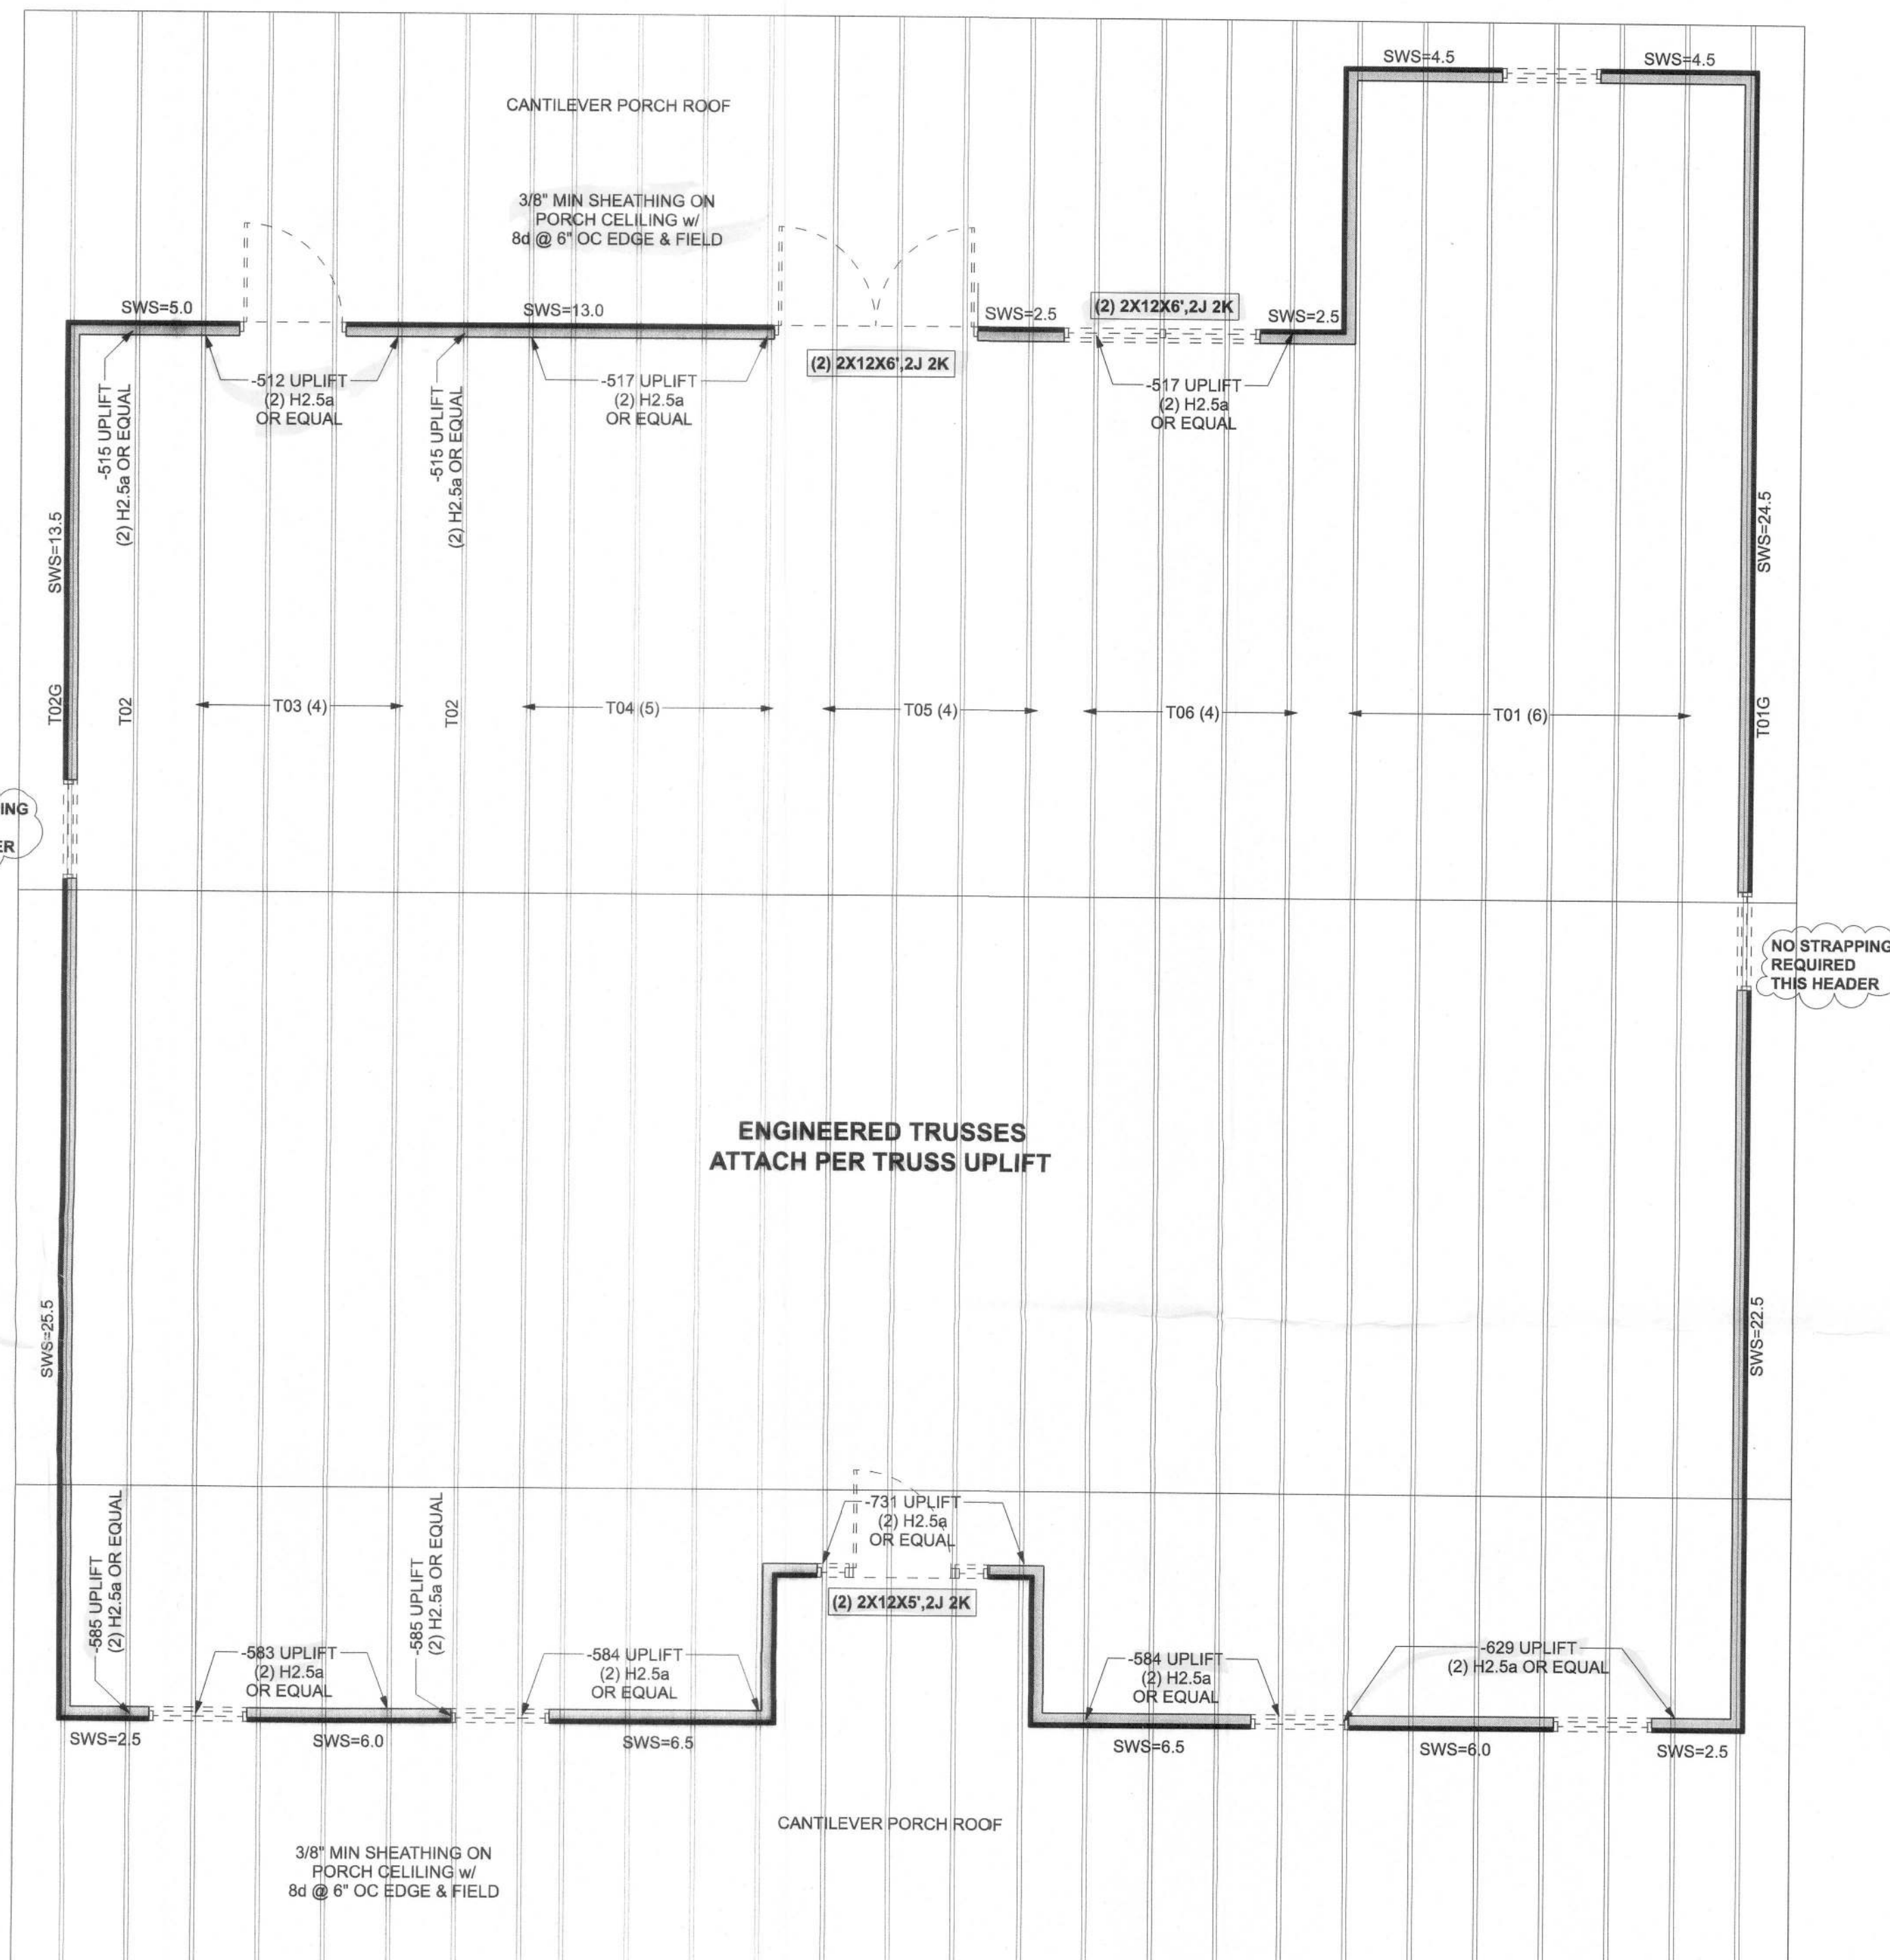 SWS=4.5
SWS=4.5
CANTILEVER PORCH ROOF
3/8" MIN SHEATHING ON
PORCH CELILING w/
8d @ 6" OC EDGE & FIELD
SWS=5.0
SWS=13.0
SWS=2.5
(2) 2X12X6',2J 2K
SWS=2.5
(2) 2X12X6',2J 2K
-515 UPLIFT
(2) H2.5a OR EQUAL
-512 UPLIFT
(2) H2.5a
OR EQUAL
-515 UPLIFT
(2) H2.5a OR EQUAL
-517 UPLIFT
(2) H2.5a
OR EQUAL
-517 UPLIFT
(2) H2.5a
OR EQUAL
SWS=13.5
SWS=24.5
T02G
T02
T03 (4)
T02
T04 (5)
T05 (4)
T06 (4)
T01 (6)
T01G
ING
ER
NO STRAPPING
REQUIRED
THIS HEADER
ENGINEERED TRUSSES
ATTACH PER TRUSS UPLIFT
SWS=25.5
SWS=22.5
-585 UPLIFT
(2) H2.5a OR EQUAL
-583 UPLIFT
(2) H2.5a
OR EQUAL
-585 UPLIFT
(2) H2.5a OR EQUAL
-584 UPLIFT
(2) H2.5a
OR EQUAL
-731 UPLIFT
(2) H2.5a
OR EQUAL
(2) 2X12X5',2J 2K
-584 UPLIFT
(2) H2.5a
OR EQUAL
-629 UPLIFT
(2) H2.5a OR EQUAL
SWS=2.5
SWS=6.0
SWS=6.5
SWS=6.5
SWS=6.0
SWS=2.5
CANTILEVER PORCH ROOF
3/8" MIN SHEATHING ON
PORCH CELILING w/
8d @ 6" OC EDGE & FIELD